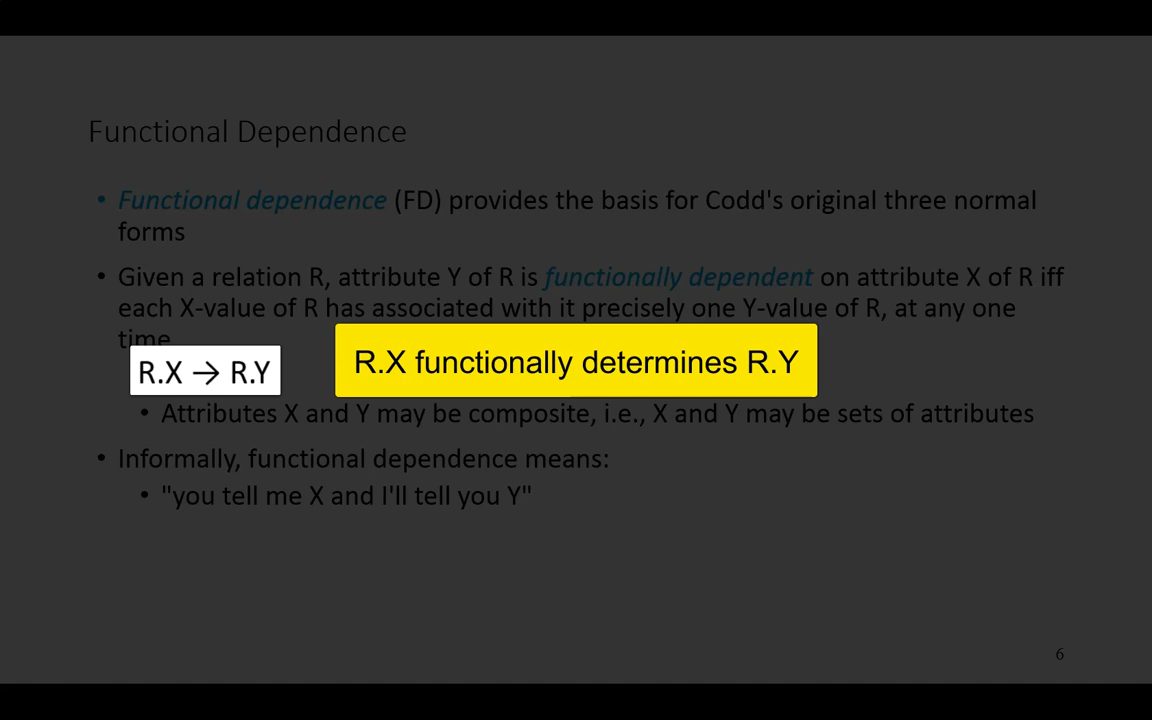 Functional Dependence
• Functional dependence (FD) provides the basis for Codd's original three normal
forms
• Given a relation R, attribute Y of R is functionally dependent on attribute X of R iff
each X-value of R has associated with it precisely one Y-value of R, at any one
time
R.X → R.Y
R.X functionally determines R.Y
• Attributes X and Y may be composite, i.e., X and Y may be sets of attributes
• Informally, functional dependence means:
• "you tell me X and I'll tell you Y"
6